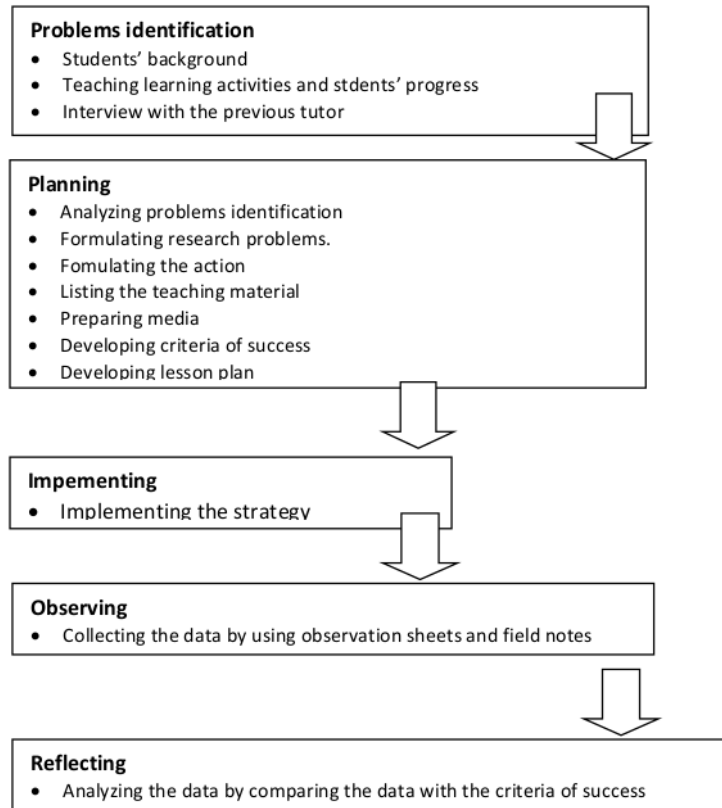 Problems identification
• Students’ background
• Teaching learning activities and stdents’ progress
• Interview with the previous tutor
Planning
• Analyzing problems identification
• Formulating research problems.
• Fomulating the action
• Listing the teaching material
• Preparing media
• Developing criteria of success
• Developing lesson plan
Impementing
• Implementing the strategy
Observing
• Collecting the data by using observation sheets and field notes
Reflecting
• Analyzing the data by comparing the data with the criteria of success